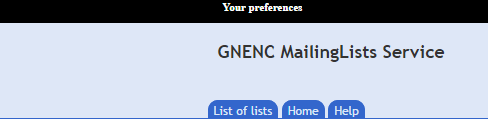 Your preferences
GNENC MailingLists Service
List of lists Home Help